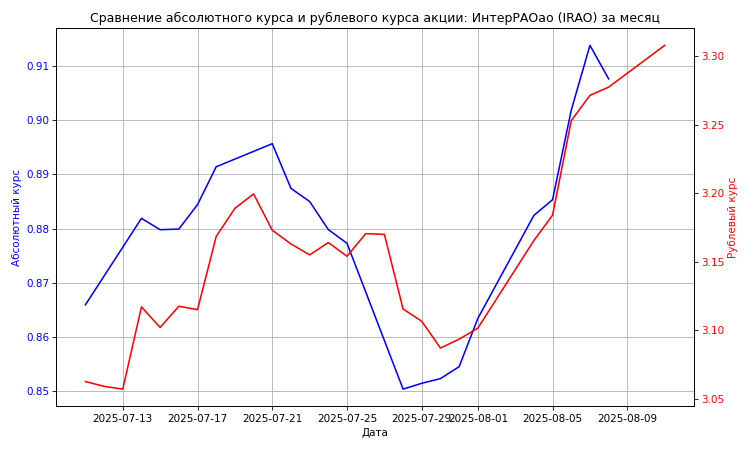 Сравнение абсолютного курса и рублевого курса акции: ИнтерРАОао (IRAO) за месяц
0.91
0.90
0.89
0.88
0.87
0.86
0.85
Абсолютный курс
3.30
3.25
3.20
3.15
3.10
3.05
Рублевый курс
2025-07-13 2025-07-17 2025-07-21 2025-07-25 2025-07-29 2025-08-01 2025-08-05 2025-08-09
Дата